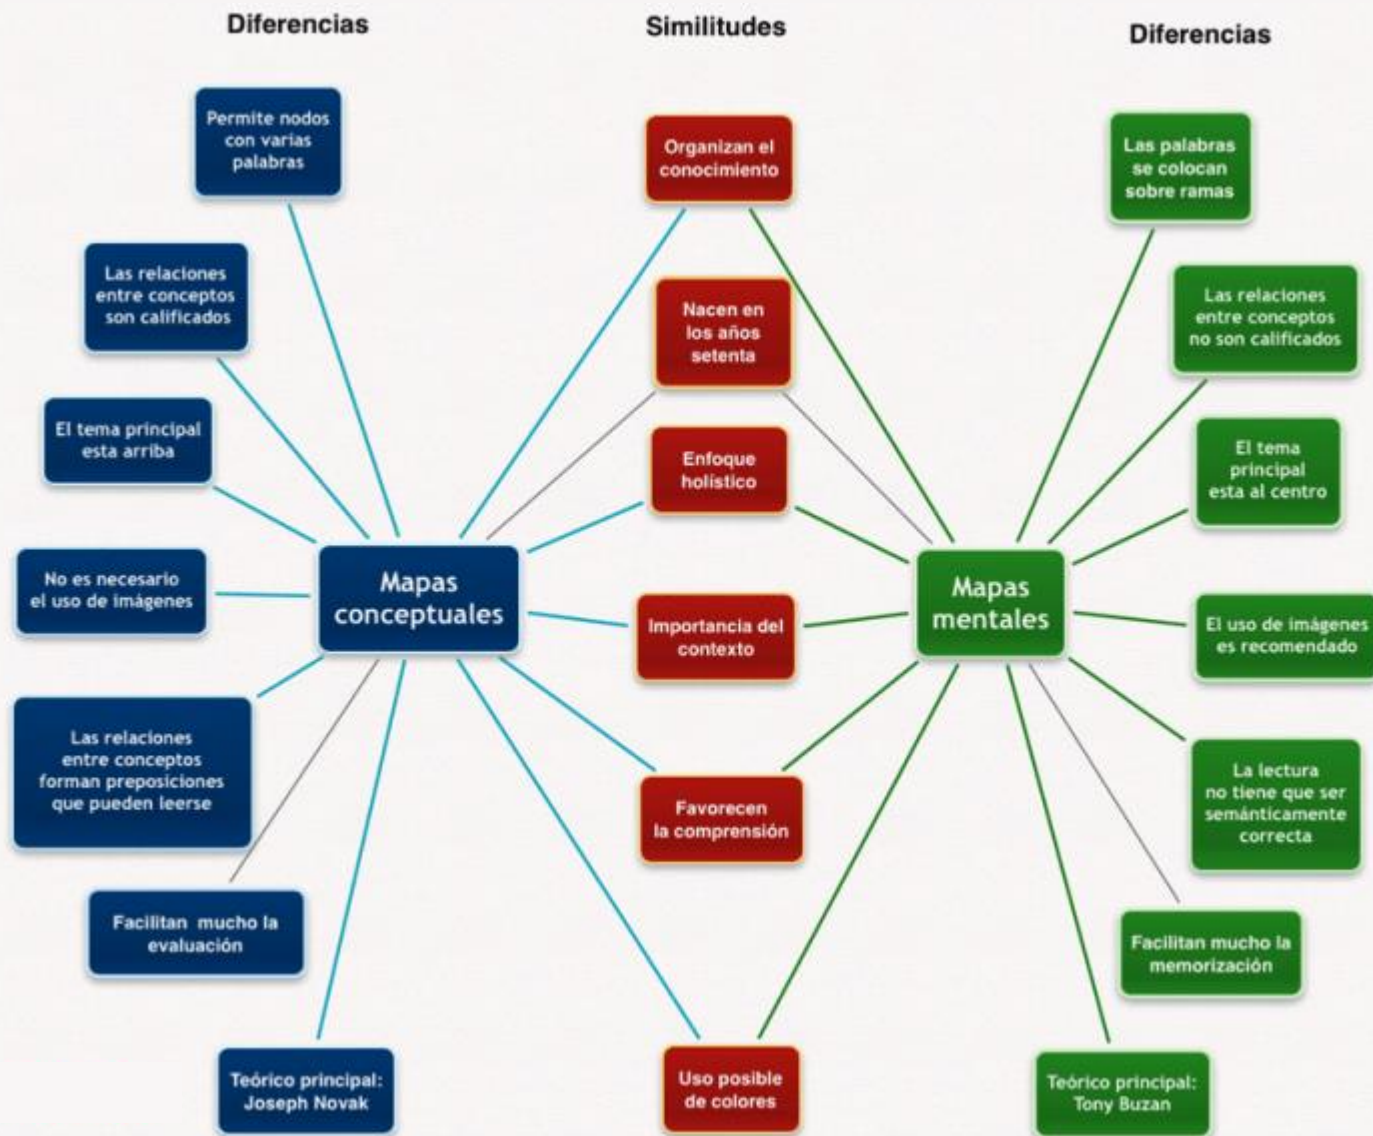 Diferencias
Similitudes
Diferencias
Permite nodos
con varias
palabras
Las relaciones
entre conceptos
son calificados
El tema principal
esta arriba
No es necesario
el uso de imágenes
Mapas
conceptuales
Las relaciones
entre conceptos
forman preposiciones
que pueden leerse
Facilitan mucho la
evaluación
Teórico principal:
Joseph Novak
Organizan el
conocimiento
Nacen en
los años
setenta
Enfoque
holístico
Importancia del
contexto
Favorecen
la comprensión
Uso posible
de colores
Las palabras
se colocan
sobre ramas
Las relaciones
entre conceptos
no son calificados
El tema
principal
esta al centro
Mapas
mentales
El uso de imágenes
es recomendado
La lectura
no tiene que ser
semánticamente
correcta
Facilitan mucho la
memorización
Teórico principal:
Tony Buzan